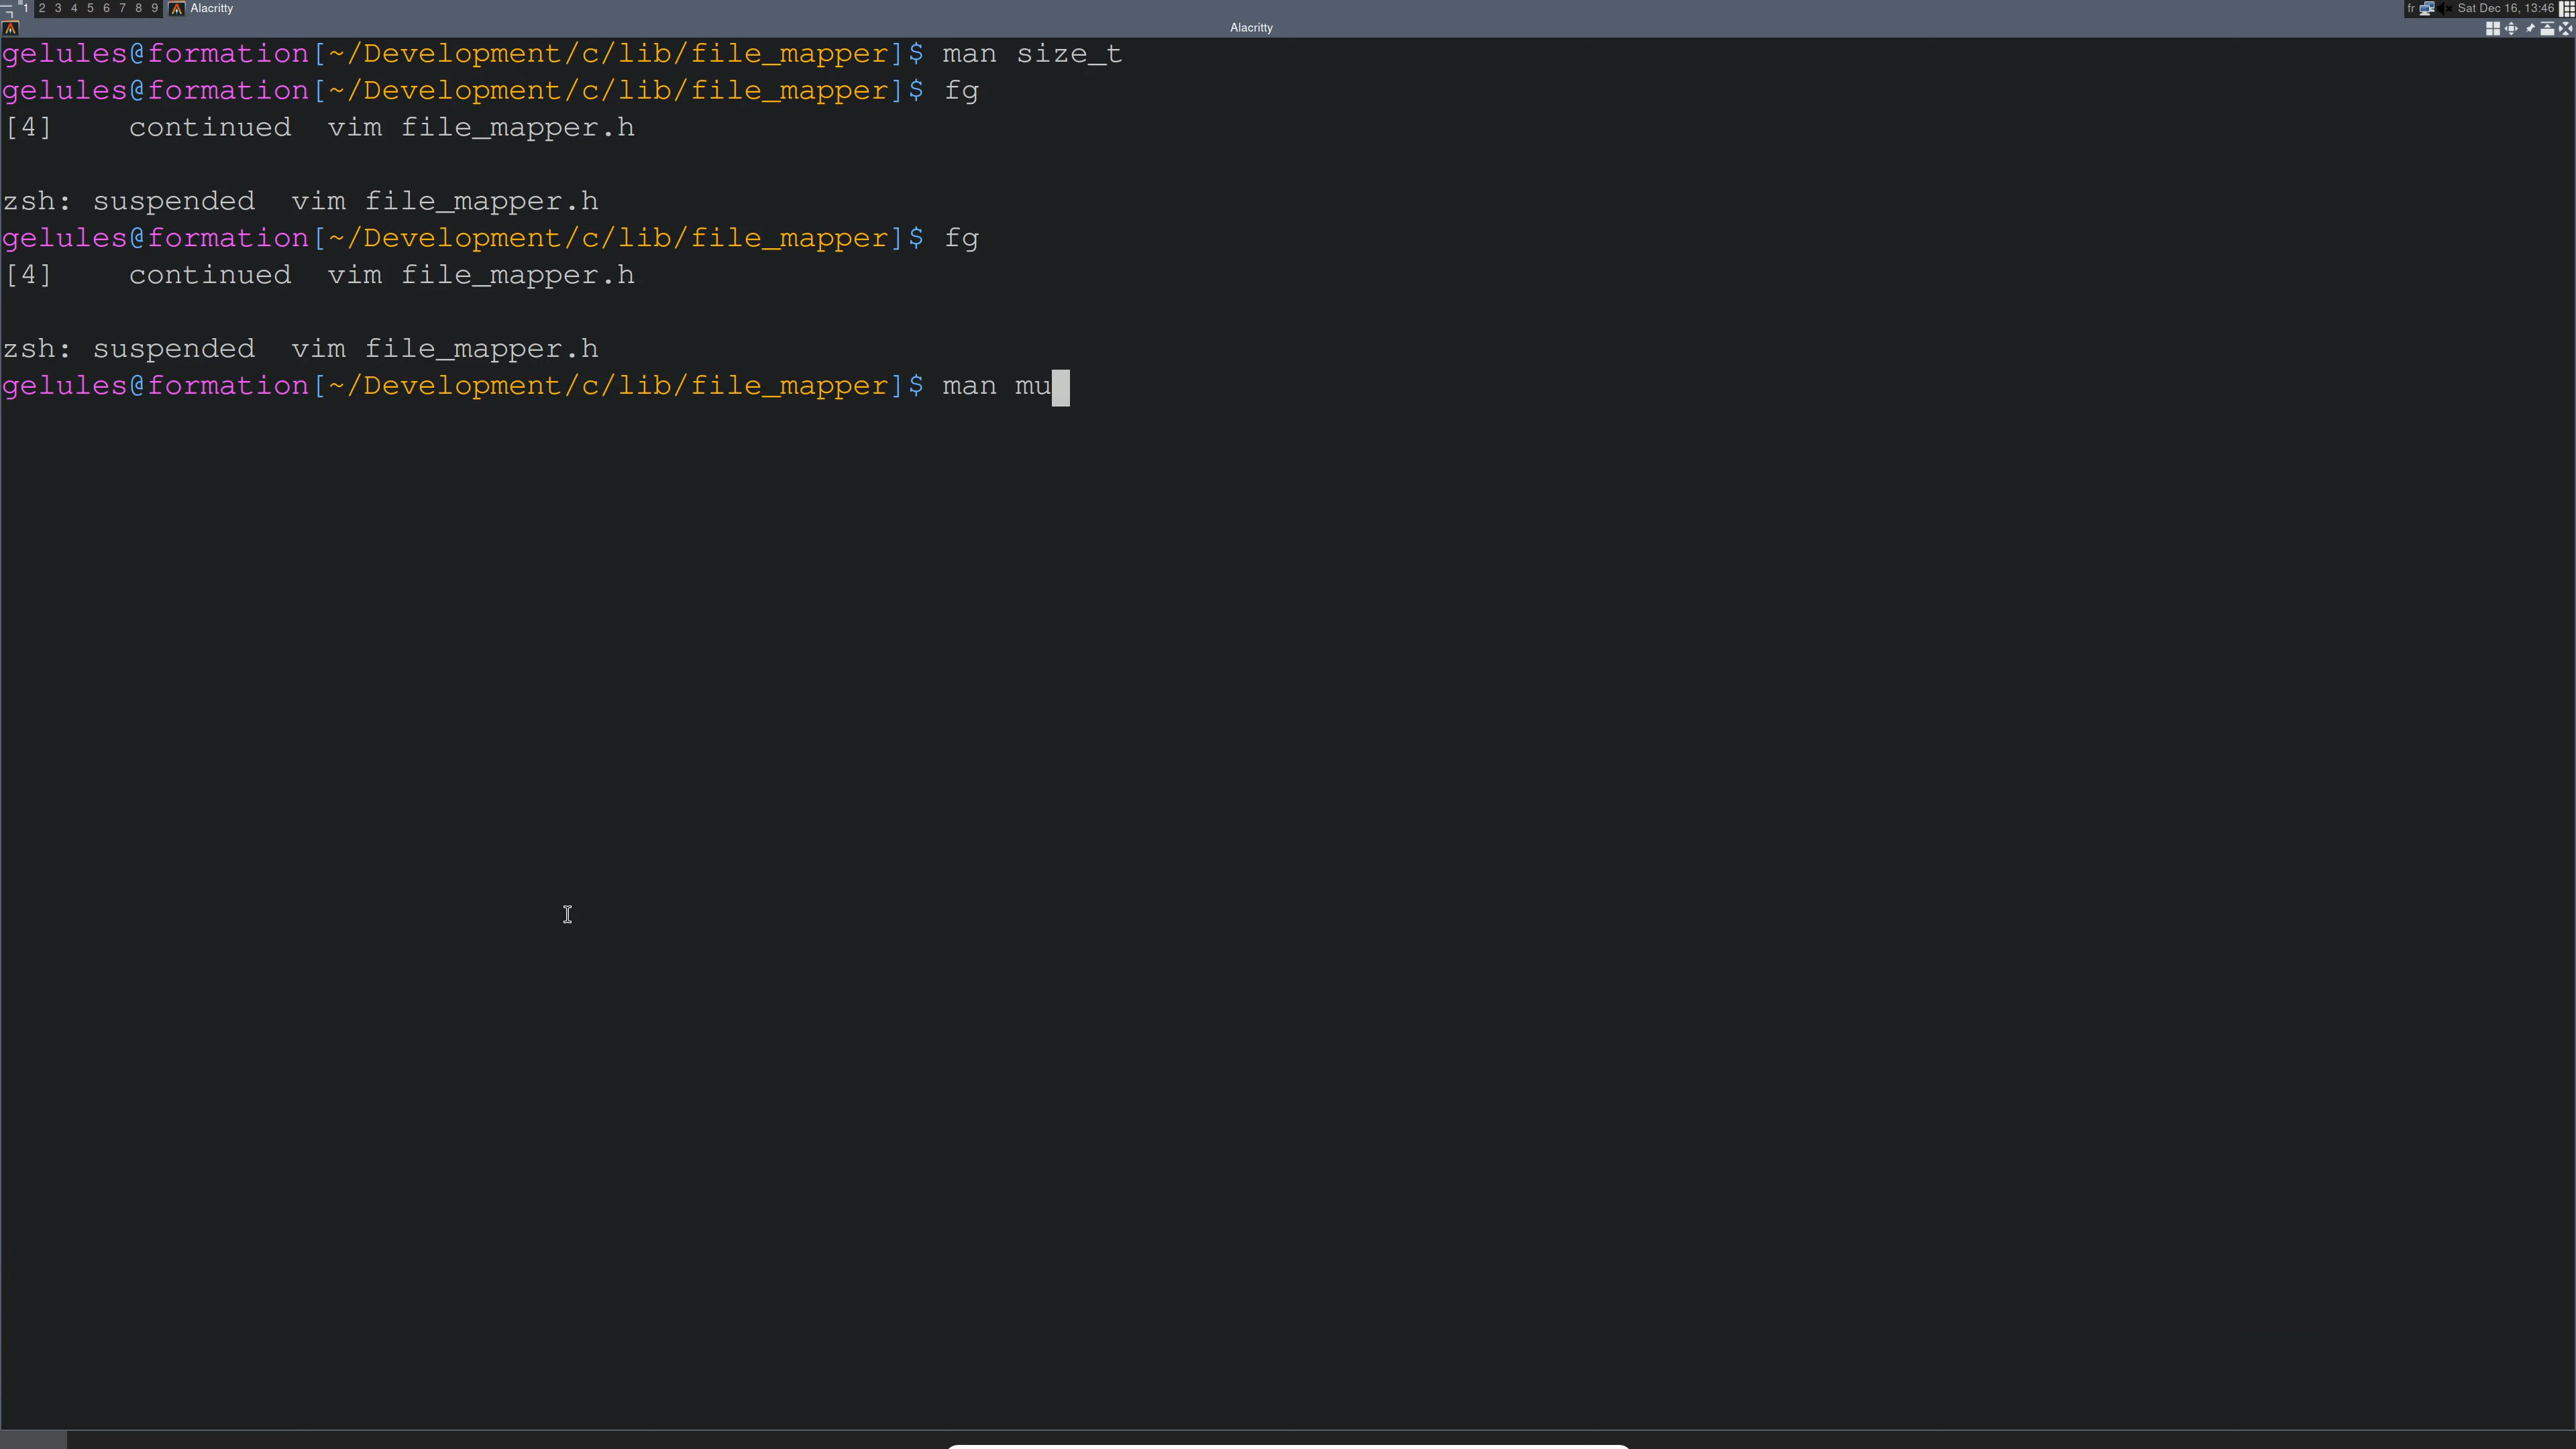 1 2 3 4 5 6 7 8 9 Alacritty fr Sat Dec 16, 13:46
Alacritty
gelules@formation[~/Development/c/lib/file_mapper]$ man size_t
gelules@formation[~/Development/c/lib/file_mapper]$ fg
[4]    continued  vim file_mapper.h
zsh: suspended  vim file_mapper.h
gelules@formation[~/Development/c/lib/file_mapper]$ fg
[4]    continued  vim file_mapper.h
zsh: suspended  vim file_mapper.h
gelules@formation[~/Development/c/lib/file_mapper]$ man mu